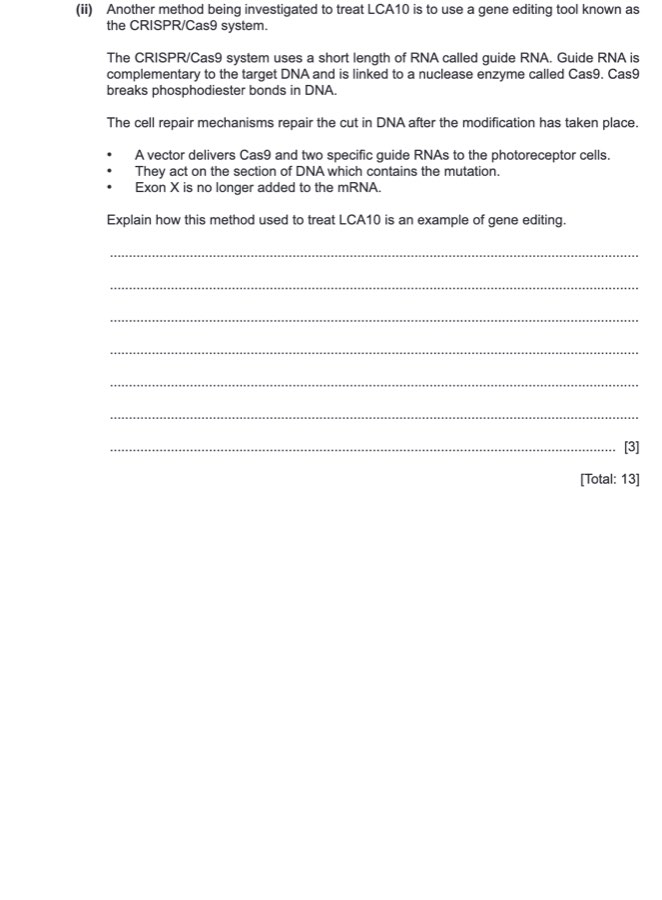 (ii) Another method being investigated to treat LCA10 is to use a gene editing tool known as
the CRISPR/Cas9 system.
The CRISPR/Cas9 system uses a short length of RNA called guide RNA. Guide RNA is
complementary to the target DNA and is linked to a nuclease enzyme called Cas9. Cas9
breaks phosphodiester bonds in DNA.
The cell repair mechanisms repair the cut in DNA after the modification has taken place.
• A vector delivers Cas9 and two specific guide RNAs to the photoreceptor cells.
• They act on the section of DNA which contains the mutation.
• Exon X is no longer added to the mRNA.
Explain how this method used to treat LCA10 is an example of gene editing.
[3]
[Total: 13]